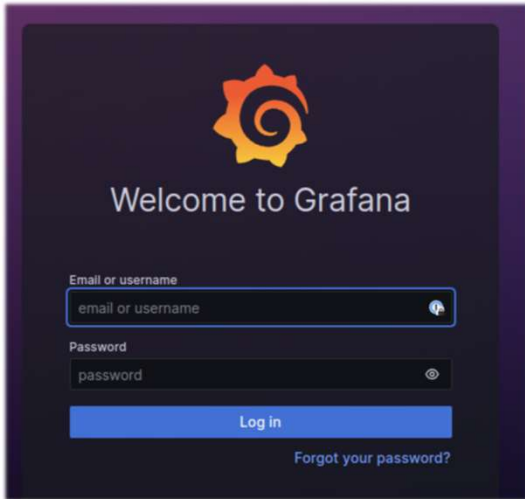 Welcome to Grafana
Email or username
email or username
Password
password
Log in
Forgot your password?